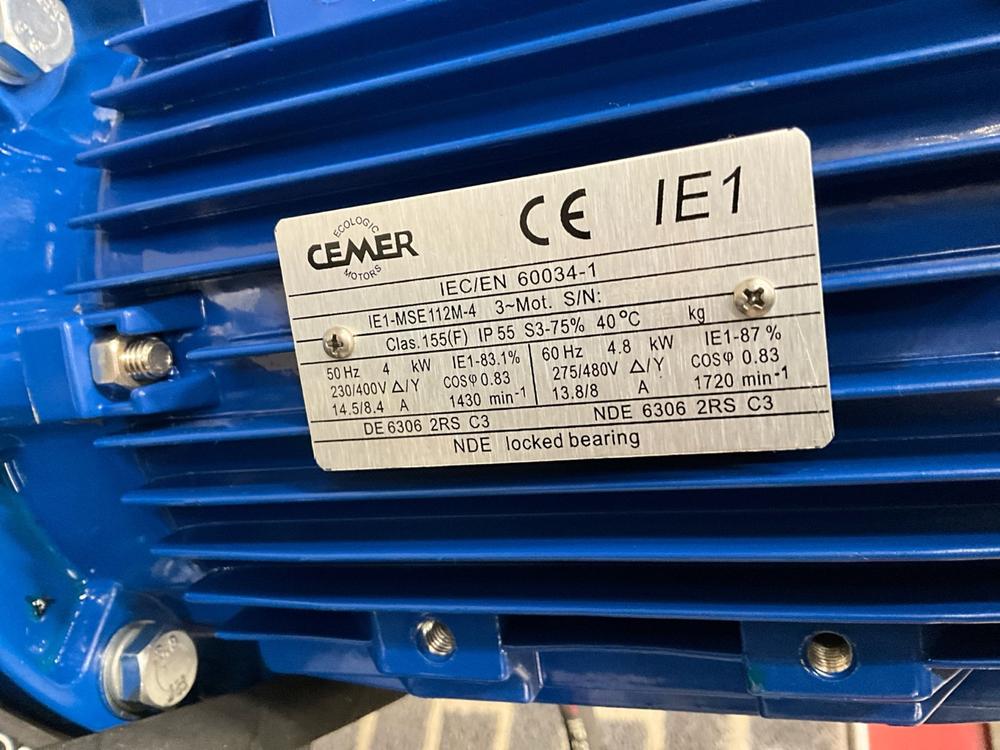 ECOLOGIC
CEMER
MOTORS
CE IE1
IEC/EN 60034-1
IE1-MSE112M-4 3~Mot. S/N:
Clas.155(F) IP 55 S3-75% 40°C kg
50 Hz 4 kW IE1-83.1% 60 Hz 4.8 kW IE1-87 %
230/400V △/Y COSφ 0.83 275/480V △/Y COSφ 0.83
14.5/8.4 A 1430 min-1 13.8/8 A 1720 min-1
DE 6306 2RS C3 NDE 6306 2RS C3
NDE locked bearing